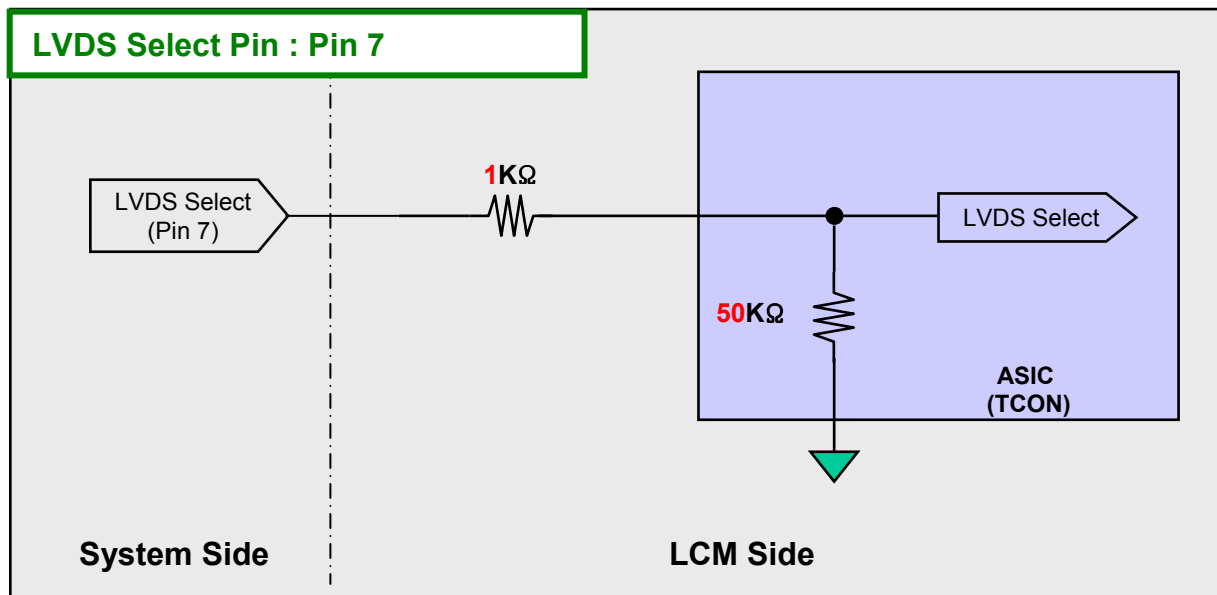 LVDS Select Pin : Pin 7
LVDS Select
(Pin 7)
1KΩ
LVDS Select
50KΩ
ASIC
(TCON)
System Side
LCM Side